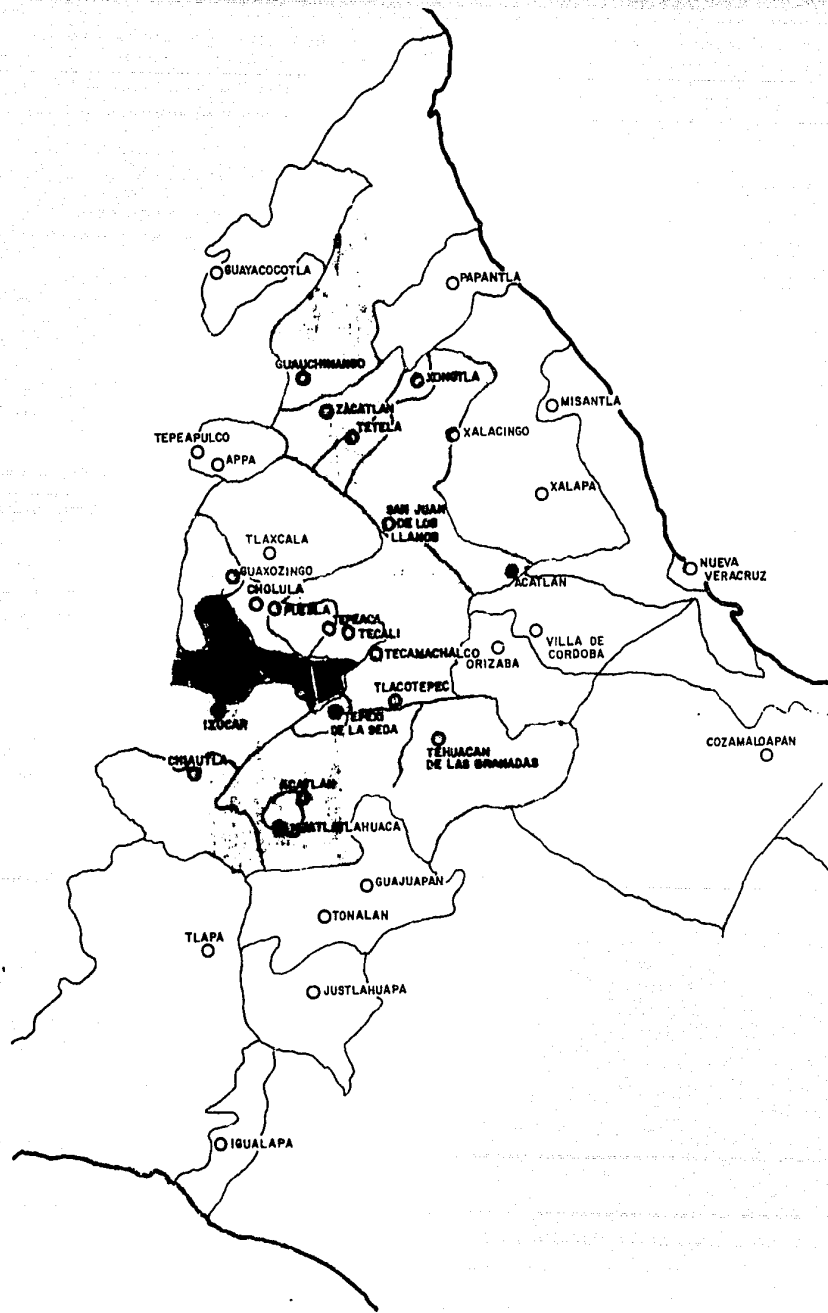 GUAYACOCOTLA
PAPANTLA
GUAUCHINANGO
XONOTLA
ZACATLAN
MISANTLA
TETELA
TEPEAPULCO
XALACINGO
APPA
XALAPA
SAN JUAN
DE LOS
LLANOS
TLAXCALA
NUEVA
VERACRUZ
GUAXOZINGO
ACATLAN
CHOLULA
PUEBLA
TEPEACA
TECALI
VILLA DE
CORDOBA
TECAMACHALCO
ORIZABA
TLACOTEPEC
IZUCAR
TEPEXI
DE LA SEDA
TEHUACAN
DE LAS GRANADAS
COZAMALOAPAN
CHIAUTLA
ACATLAN
GUAJUAPAN
TONALAN
TLAPA
JUSTLAHUAPA
IGUALAPA